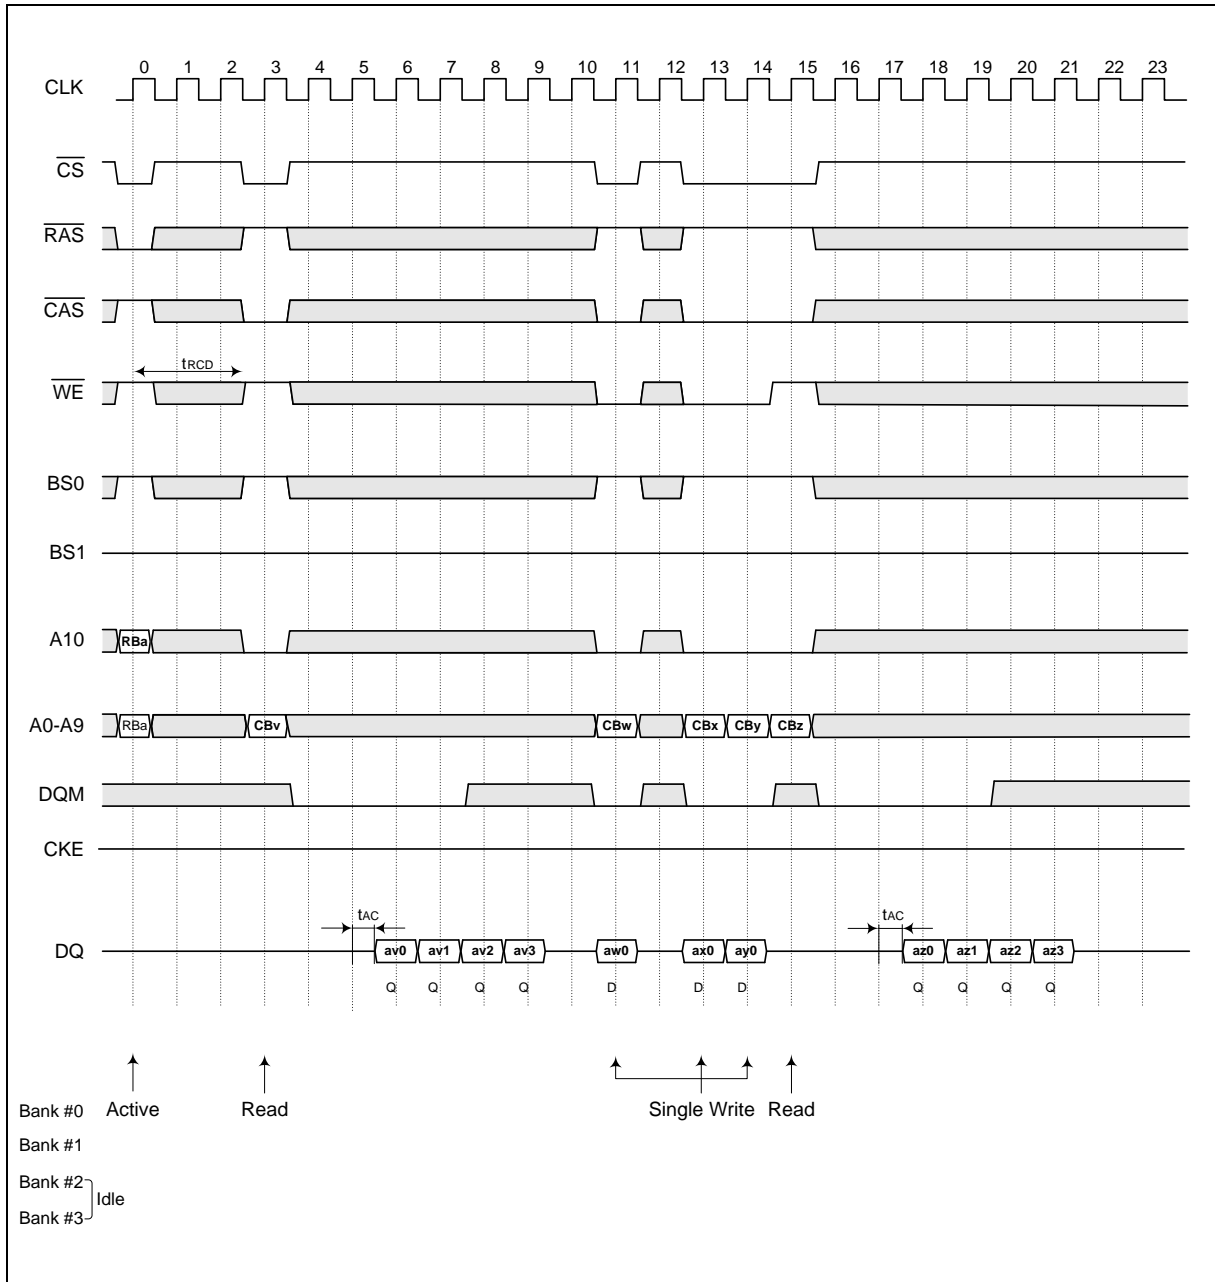 0 1 2 3 4 5 6 7 8 9 10 11 12 13 14 15 16 17 18 19 20 21 22 23
CLK
CS
RAS
CAS
tRCD
WE
BS0
BS1
A10 RBa
A0-A9 RBa CBv CBw CBx CBy CBz
DQM
CKE
tAC tAC
DQ av0 av1 av2 av3 aw0 ax0 ay0 az0 az1 az2 az3
Q Q Q Q D D D Q Q Q Q
Bank #0 Active Read Single Write Read
Bank #1
Bank #2
Idle
Bank #3